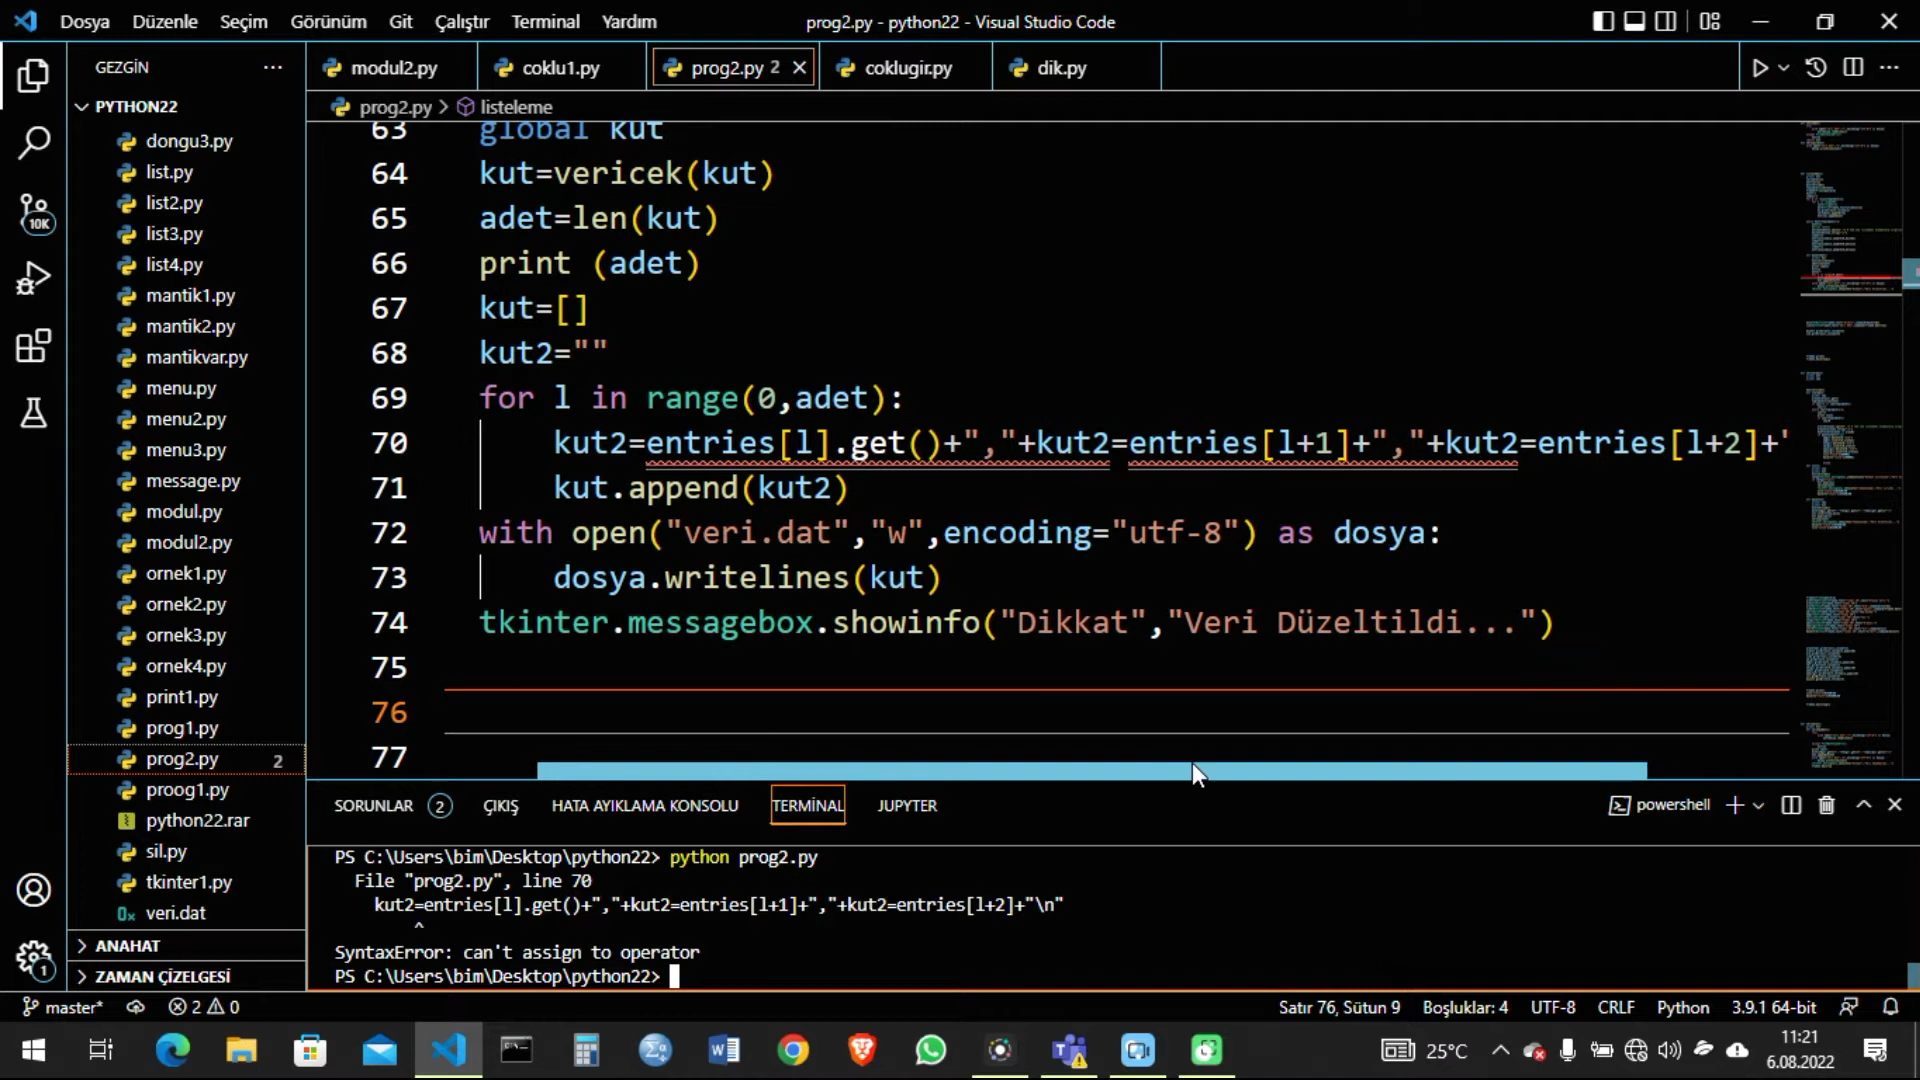 Dosya Düzenle Seçim Görünüm Git Çalıştır Terminal Yardım
prog2.py - python22 - Visual Studio Code
GEZGİN
modul2.py
coklu1.py
prog2.py 2
coklugir.py
dik.py
prog2.py > listeleme
PYTHON22
dongu3.py
list.py
list2.py
list3.py
list4.py
mantik1.py
mantik2.py
mantikvar.py
menu.py
menu2.py
menu3.py
message.py
modul.py
modul2.py
ornek1.py
ornek2.py
ornek3.py
ornek4.py
print1.py
prog1.py
prog2.py 2
proog1.py
python22.rar
sil.py
tkinter1.py
veri.dat
ANAHAT
ZAMAN ÇİZELGESİ
10K
1
63 global kut
64 kut=vericek(kut)
65 adet=len(kut)
66 print (adet)
67 kut=[]
68 kut2=""
69 for l in range(0,adet):
70 kut2=entries[l].get()+","+kut2=entries[l+1]+","+kut2=entries[l+2]+"
71 kut.append(kut2)
72 with open("veri.dat","w",encoding="utf-8") as dosya:
73 dosya.writelines(kut)
74 tkinter.messagebox.showinfo("Dikkat","Veri Düzeltildi...")
75
76
77
SORUNLAR 2 ÇIKIŞ HATA AYIKLAMA KONSOLU TERMİNAL JUPYTER
powershell
PS C:\Users\bim\Desktop\python22> python prog2.py
File "prog2.py", line 70
kut2=entries[l].get()+","+kut2=entries[l+1]+","+kut2=entries[l+2]+"\n"
^
SyntaxError: can't assign to operator
PS C:\Users\bim\Desktop\python22>
master* 2 0
Satır 76, Sütun 9 Boşluklar: 4 UTF-8 CRLF Python 3.9.1 64-bit
25°C
11:21
6.08.2022